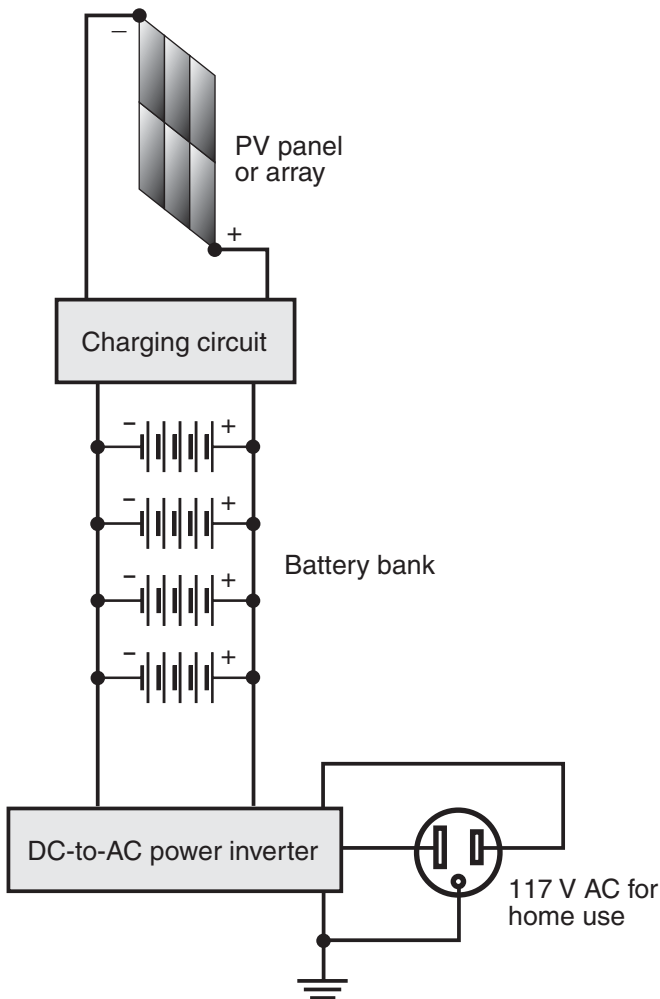 −
PV panel
or array
+
Charging circuit
− +
− +
Battery bank
− +
− +
DC-to-AC power inverter
117 V AC for
home use